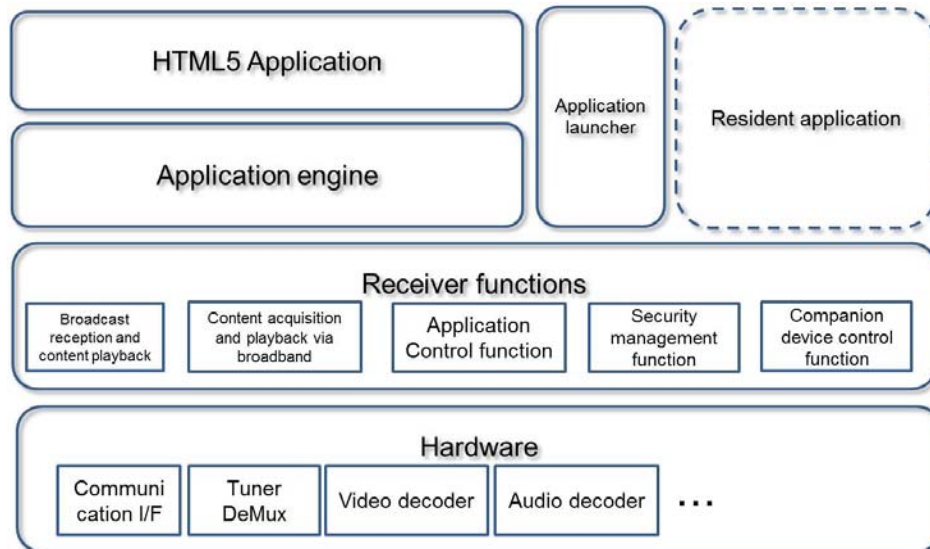 HTML5 Application
Application engine
Application
launcher
Resident application
Receiver functions
Broadcast
reception and
content playback
Content acquisition
and playback via
broadband
Application
Control function
Security
management
function
Companion
device control
function
Hardware
Communi
cation I/F
Tuner
DeMux
Video decoder
Audio decoder
...